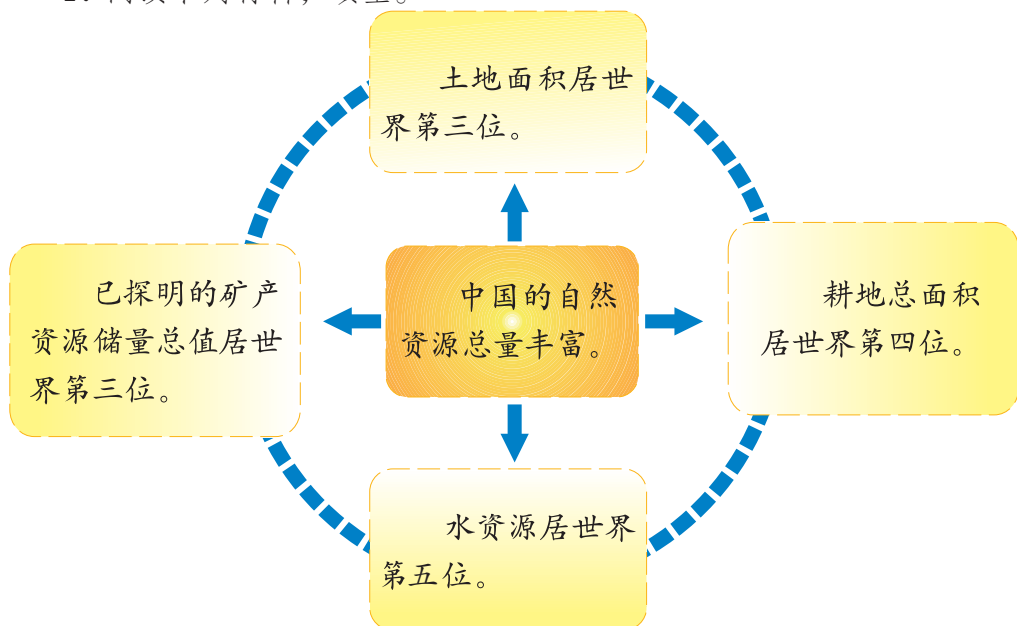 土地面积居世
界第三位。
已探明的矿产
资源储量总值居世
界第三位。
中国的自然
资源总量丰富。
耕地总面积
居世界第四位。
水资源居世界
第五位。